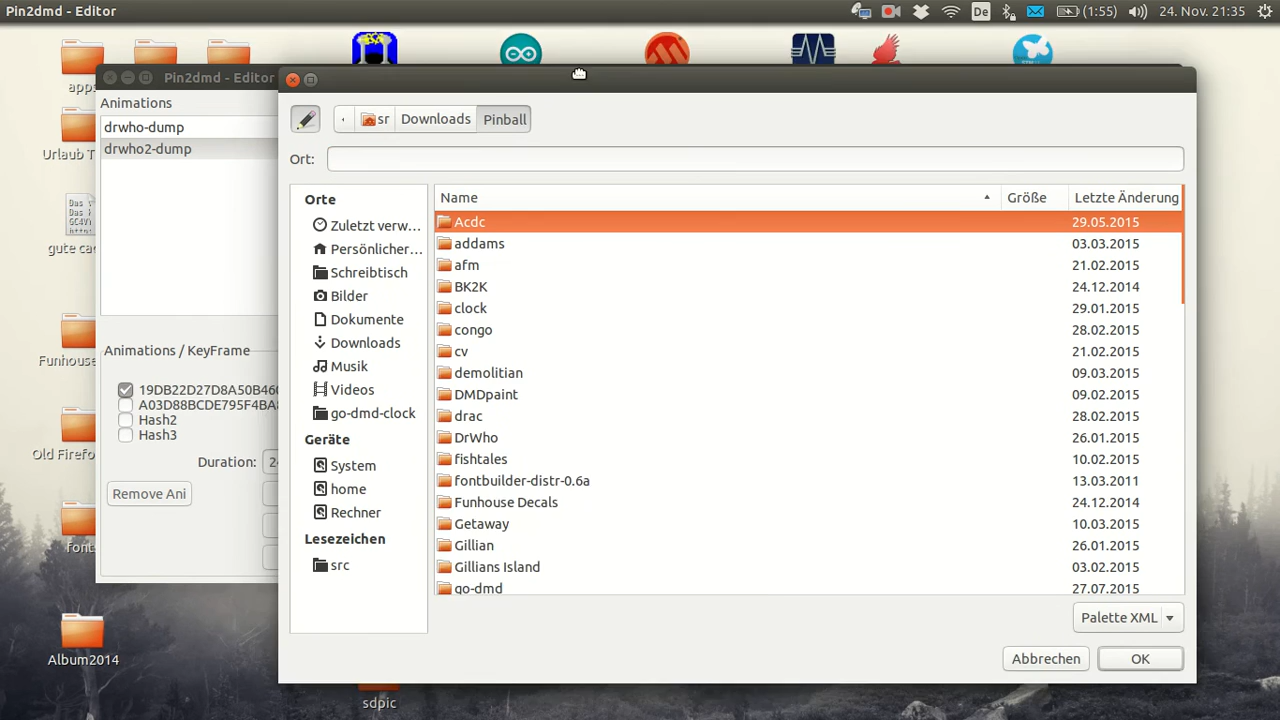 Pin2dmd - Editor
De
(1:55)
24. Nov. 21:35
apps
Urlaub T
gute cac
Funhouse
Old Firefo
fonts
Album2014
sdpic
Pin2dmd - Editor
Animations
drwho-dump
drwho2-dump
Animations / KeyFrame
19DB22D27D8A50B460
A03D88BCDE795F4BA8
Hash2
Hash3
Duration:
Remove Ani
sr
Downloads
Pinball
Ort:
Orte
Zuletzt verw...
Persönlicher...
Schreibtisch
Bilder
Dokumente
Downloads
Musik
Videos
go-dmd-clock
Geräte
System
home
Rechner
Lesezeichen
src
Name Größe Letzte Änderung
Acdc 29.05.2015
addams 03.03.2015
afm 21.02.2015
BK2K 24.12.2014
clock 29.01.2015
congo 28.02.2015
cv 21.02.2015
demolitian 09.03.2015
DMDpaint 09.02.2015
drac 28.02.2015
DrWho 26.01.2015
fishtales 10.02.2015
fontbuilder-distr-0.6a 13.03.2011
Funhouse Decals 24.12.2014
Getaway 10.03.2015
Gillian 26.01.2015
Gillians Island 03.02.2015
go-dmd 27.07.2015
Palette XML
Abbrechen
OK